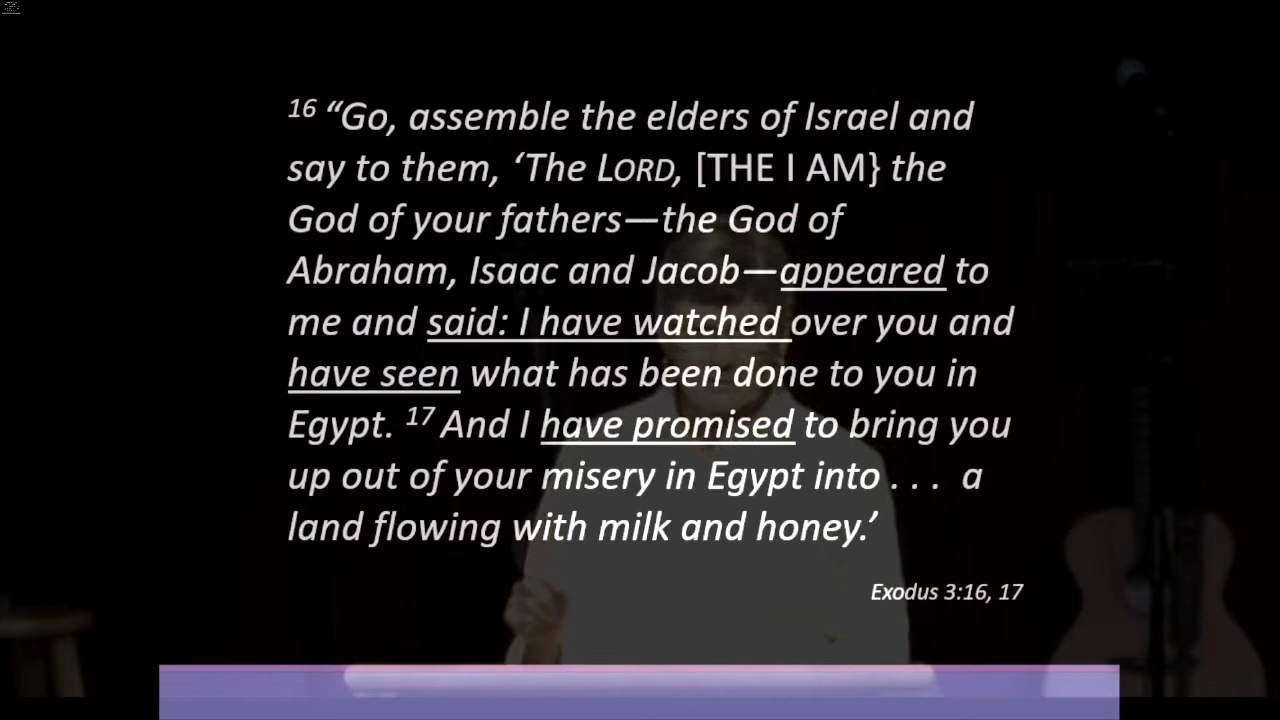 16 “Go, assemble the elders of Israel and
say to them, ‘The LORD, [THE I AM} the
God of your fathers—the God of
Abraham, Isaac and Jacob—appeared to
me and said: I have watched over you and
have seen what has been done to you in
Egypt. 17 And I have promised to bring you
up out of your misery in Egypt into . . . a
land flowing with milk and honey.’
Exodus 3:16, 17